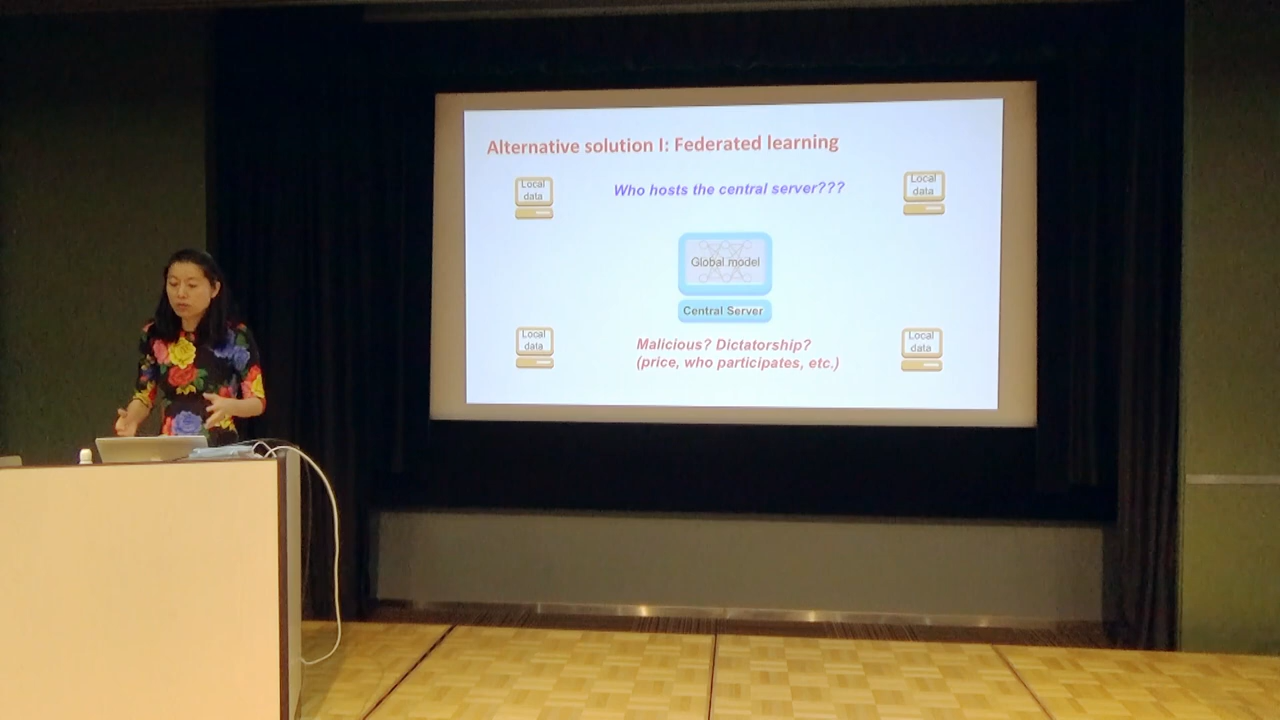 Alternative solution I: Federated learning
Local
data
Who hosts the central server???
Local
data
Global model
Central Server
Local
data
Malicious? Dictatorship?
(price, who participates, etc.)
Local
data